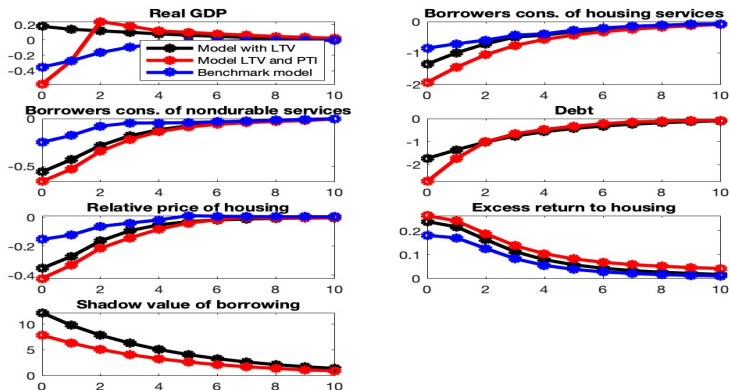 Real GDP
0.2
0
-0.2
-0.4
Model with LTV
Model LTV and PTI
Benchmark model
0 2 4 6 8 10
Borrowers cons. of housing services
0
-1
-2
0 2 4 6 8 10
Borrowers cons. of nondurable services
0
-0.5
0 2 4 6 8 10
Debt
0
-1
-2
0 2 4 6 8 10
Relative price of housing
0
-0.2
-0.4
0 2 4 6 8 10
Excess return to housing
0.2
0.1
0
0 2 4 6 8 10
Shadow value of borrowing
10
5
0
0 2 4 6 8 10